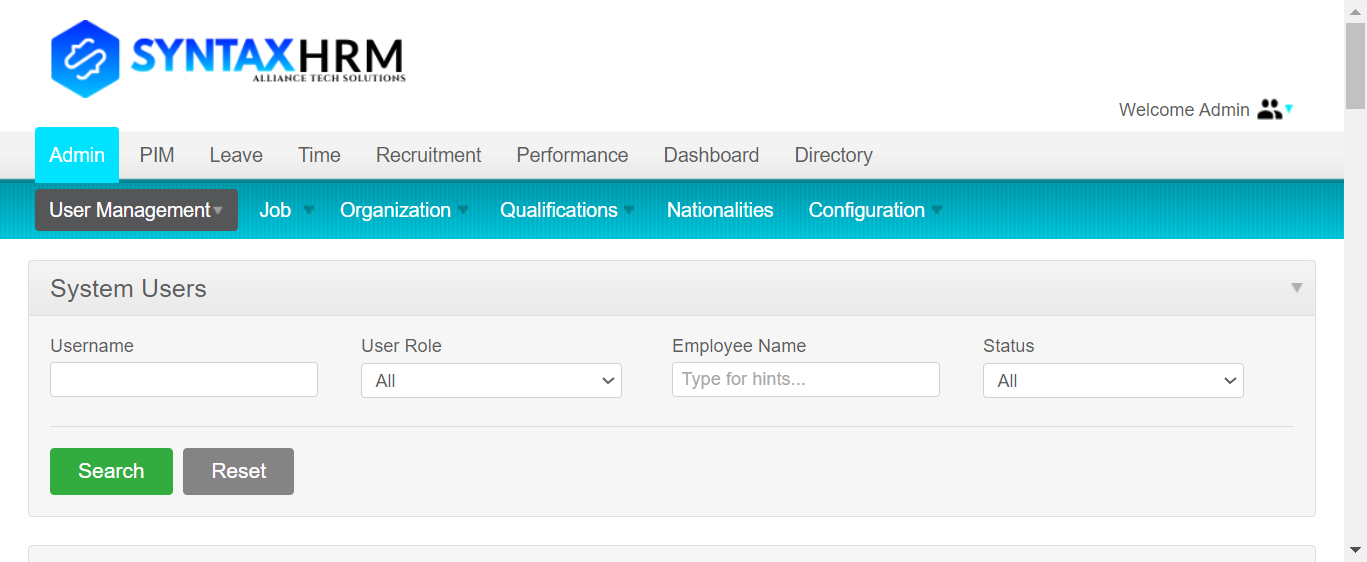 SYNTAXHRM
ALLIANCE TECH SOLUTIONS
Welcome Admin
Admin PIM Leave Time Recruitment Performance Dashboard Directory
User Management Job Organization Qualifications Nationalities Configuration
System Users
Username User Role Employee Name Status
All Type for hints... All
Search Reset